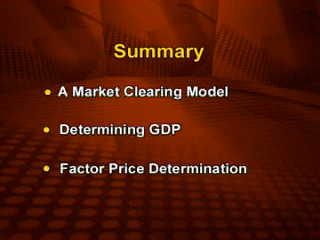 Summary
A Market Clearing Model
Determining GDP
Factor Price Determination